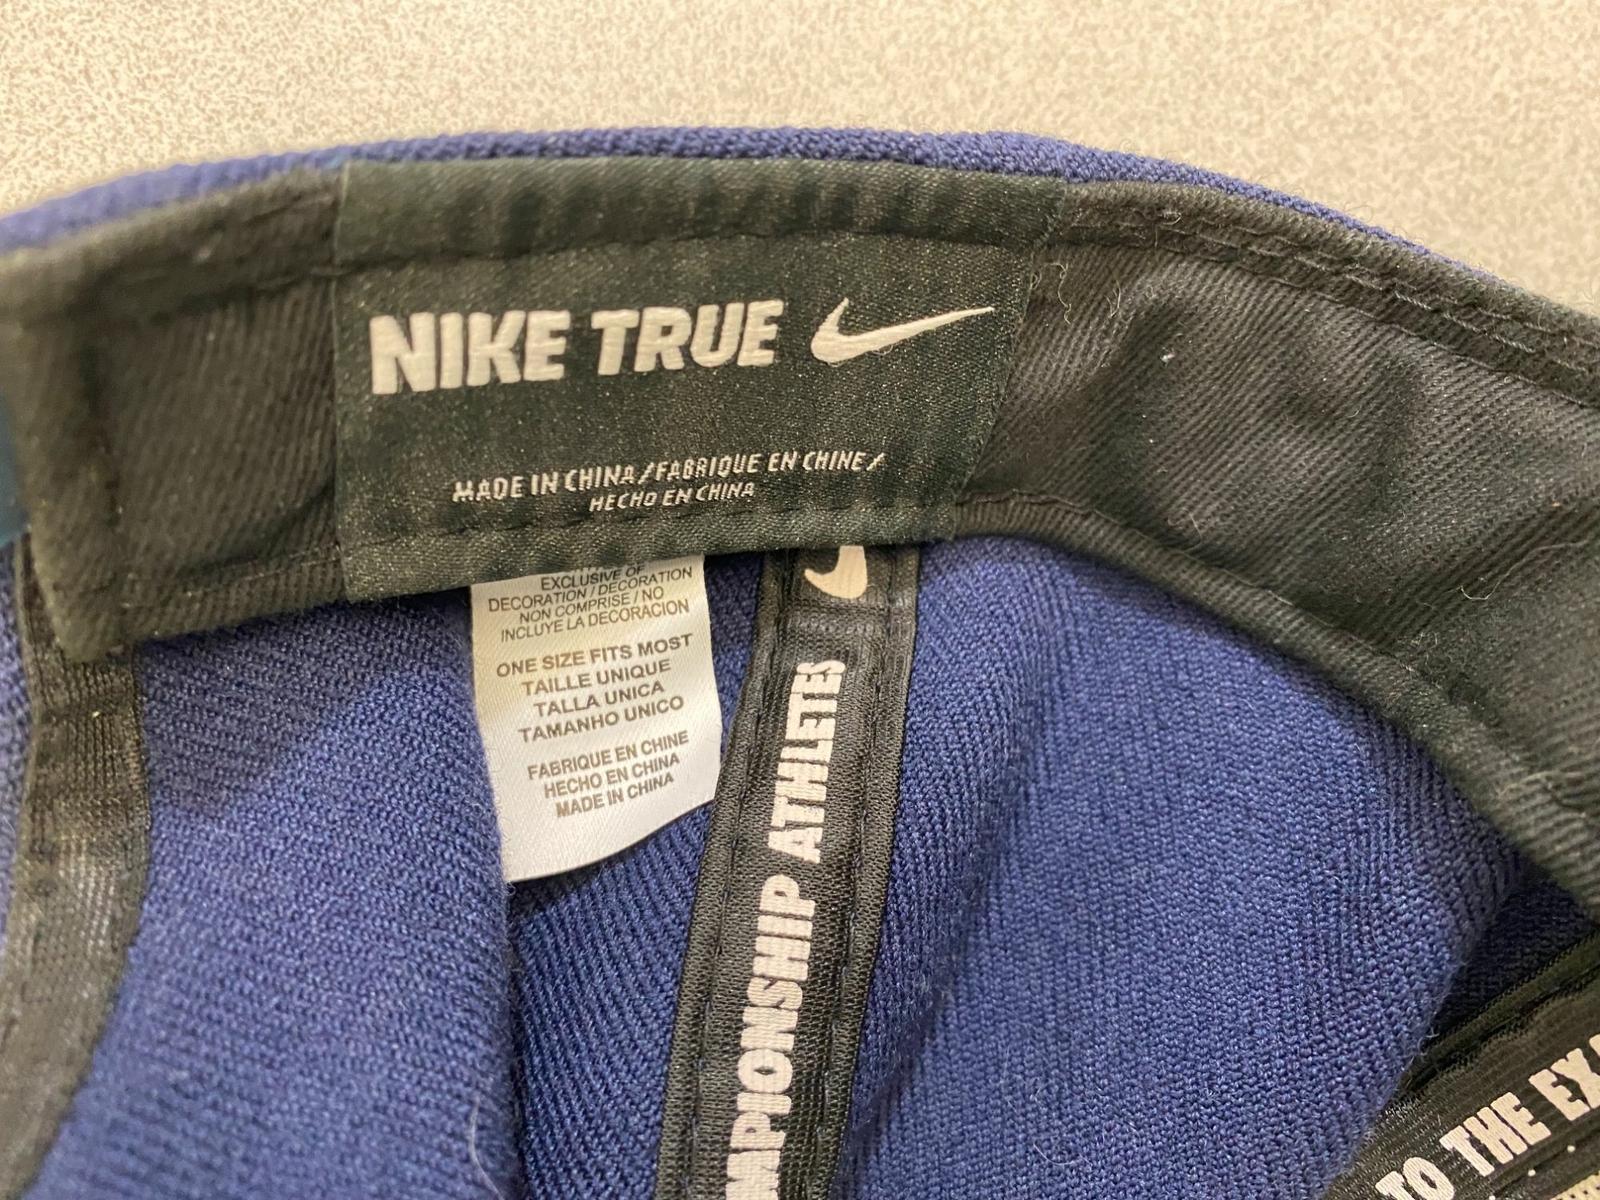 NIKE TRUE
MADE IN CHINA/FABRIQUE EN CHINE/
HECHO EN CHINA
EXCLUSIVE OF
DECORATION / DECORATION
NON COMPRISE / NO
INCLUYE LA DECORACION
ONE SIZE FITS MOST
TAILLE UNIQUE
TALLA UNICA
TAMANHO UNICO
FABRIQUE EN CHINE
HECHO EN CHINA
MADE IN CHINA
MPIONSHIP ATHLETES
TO THE EXA